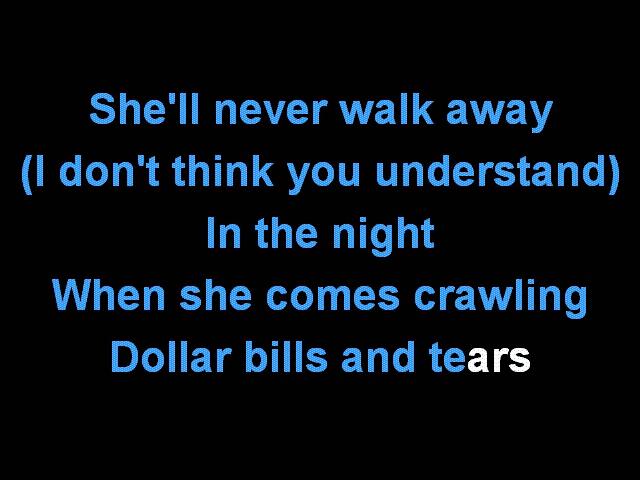 She'll never walk away
(I don't think you understand)
In the night
When she comes crawling
Dollar bills and tears